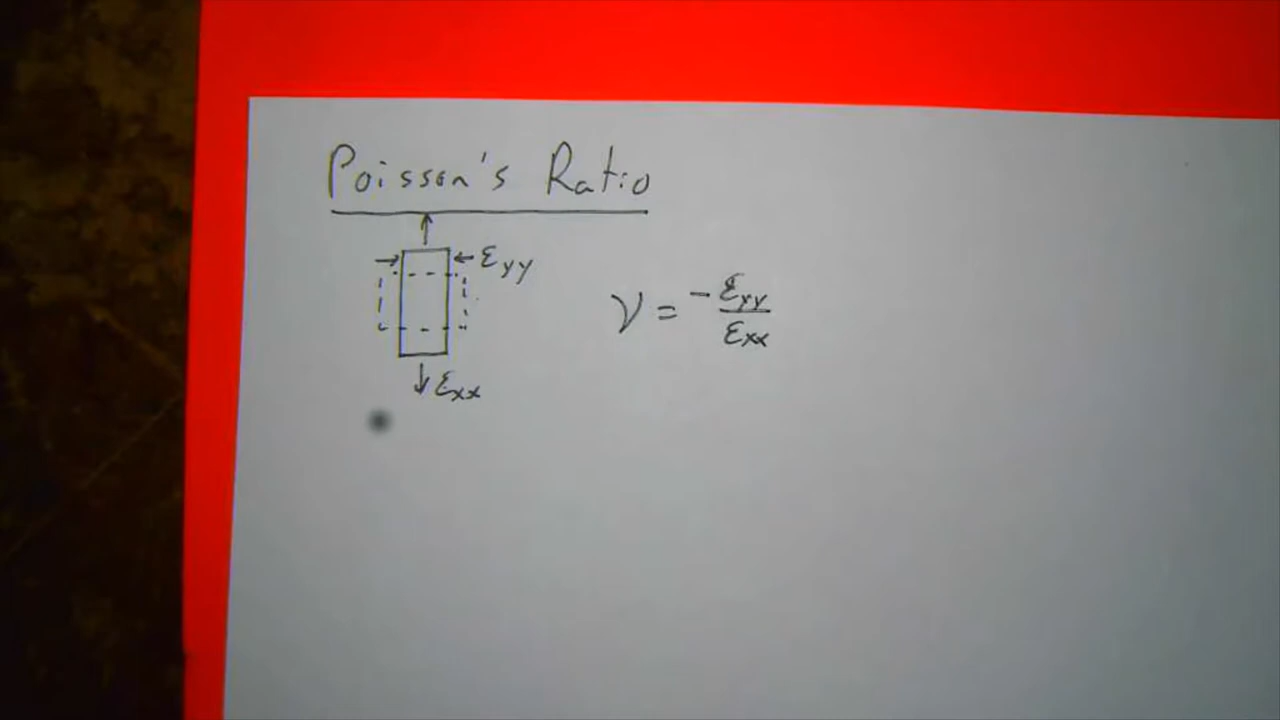 Poisson's Ratio
εyy
ν = -εyy/εxx
εxx